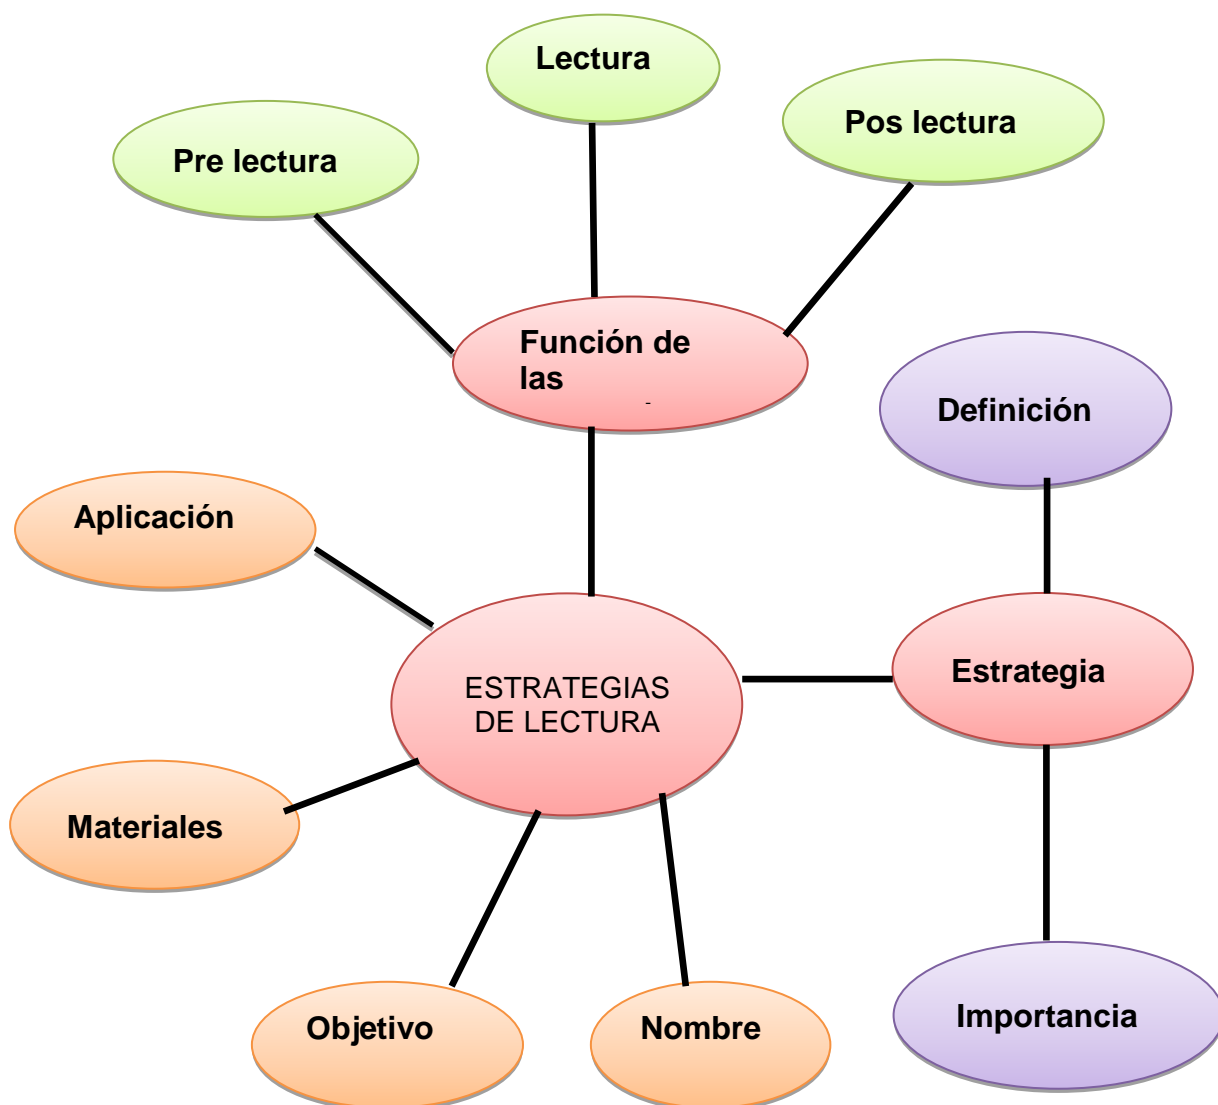 Lectura
Pos lectura
Pre lectura
Función de
las
Definición
Aplicación
Estrategia
ESTRATEGIAS
DE LECTURA
Materiales
Importancia
Objetivo
Nombre